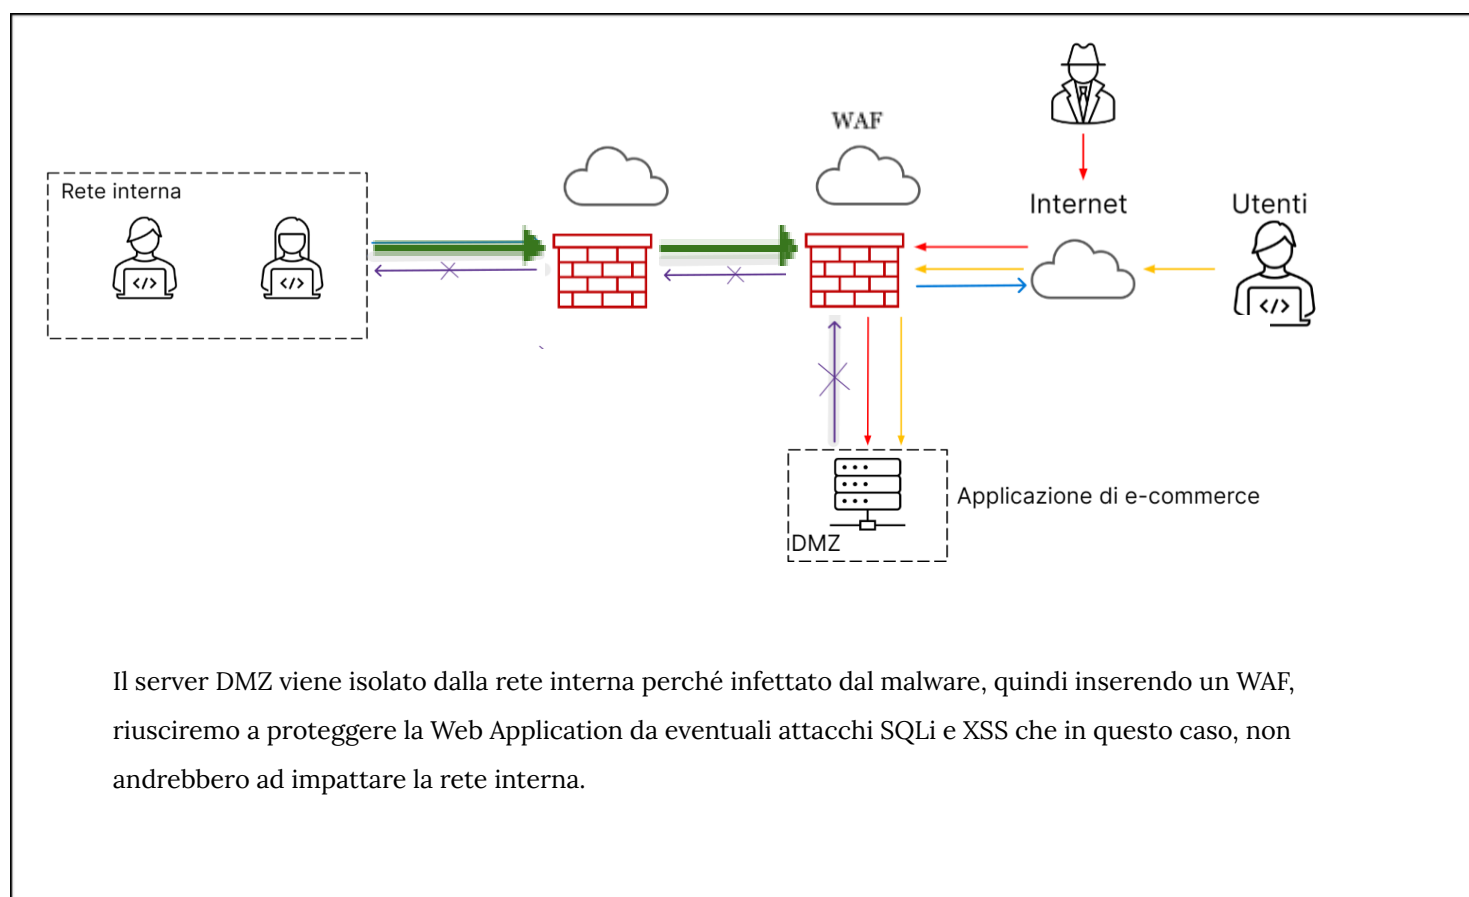 WAF
Rete interna
Internet
Utenti
Applicazione di e-commerce
DMZ
Il server DMZ viene isolato dalla rete interna perché infettato dal malware, quindi inserendo un WAF,
riusciremo a proteggere la Web Application da eventuali attacchi SQLi e XSS che in questo caso, non
andrebbero ad impattare la rete interna.